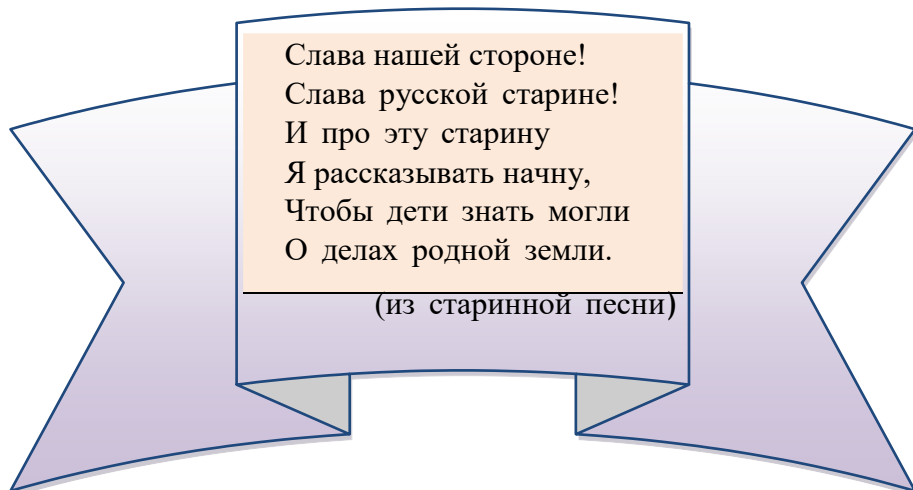 Слава нашей стороне!
Слава русской старине!
И про эту старину
Я рассказывать начну,
Чтобы дети знать могли
О делах родной земли.
(из старинной песни)